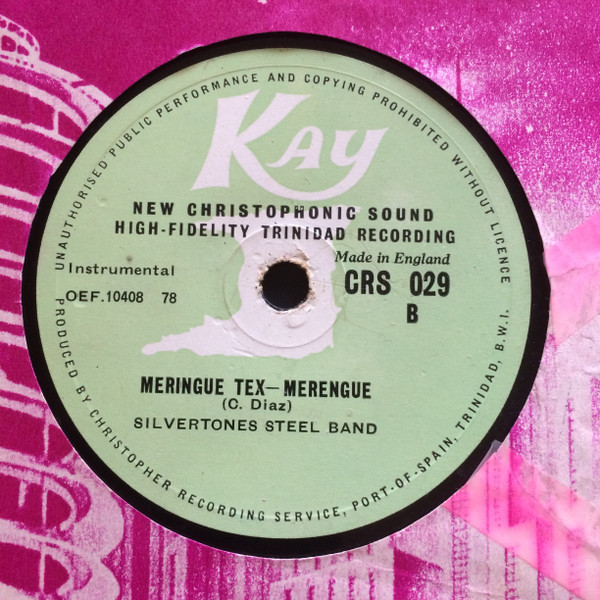 UNAUTHORISED PUBLIC PERFORMANCE AND COPYING PROHIBITED WITHOUT LICENCE
KAY
NEW CHRISTOPHONIC SOUND
HIGH-FIDELITY TRINIDAD RECORDING
Made in England
Instrumental
CRS 029
OEF.10408 78
B
MERINGUE TEX—MERENGUE
(C. Diaz)
SILVERTONES STEEL BAND
PRODUCED BY CHRISTOPHER RECORDING SERVICE, PORT-OF-SPAIN, TRINIDAD, B.W.I.